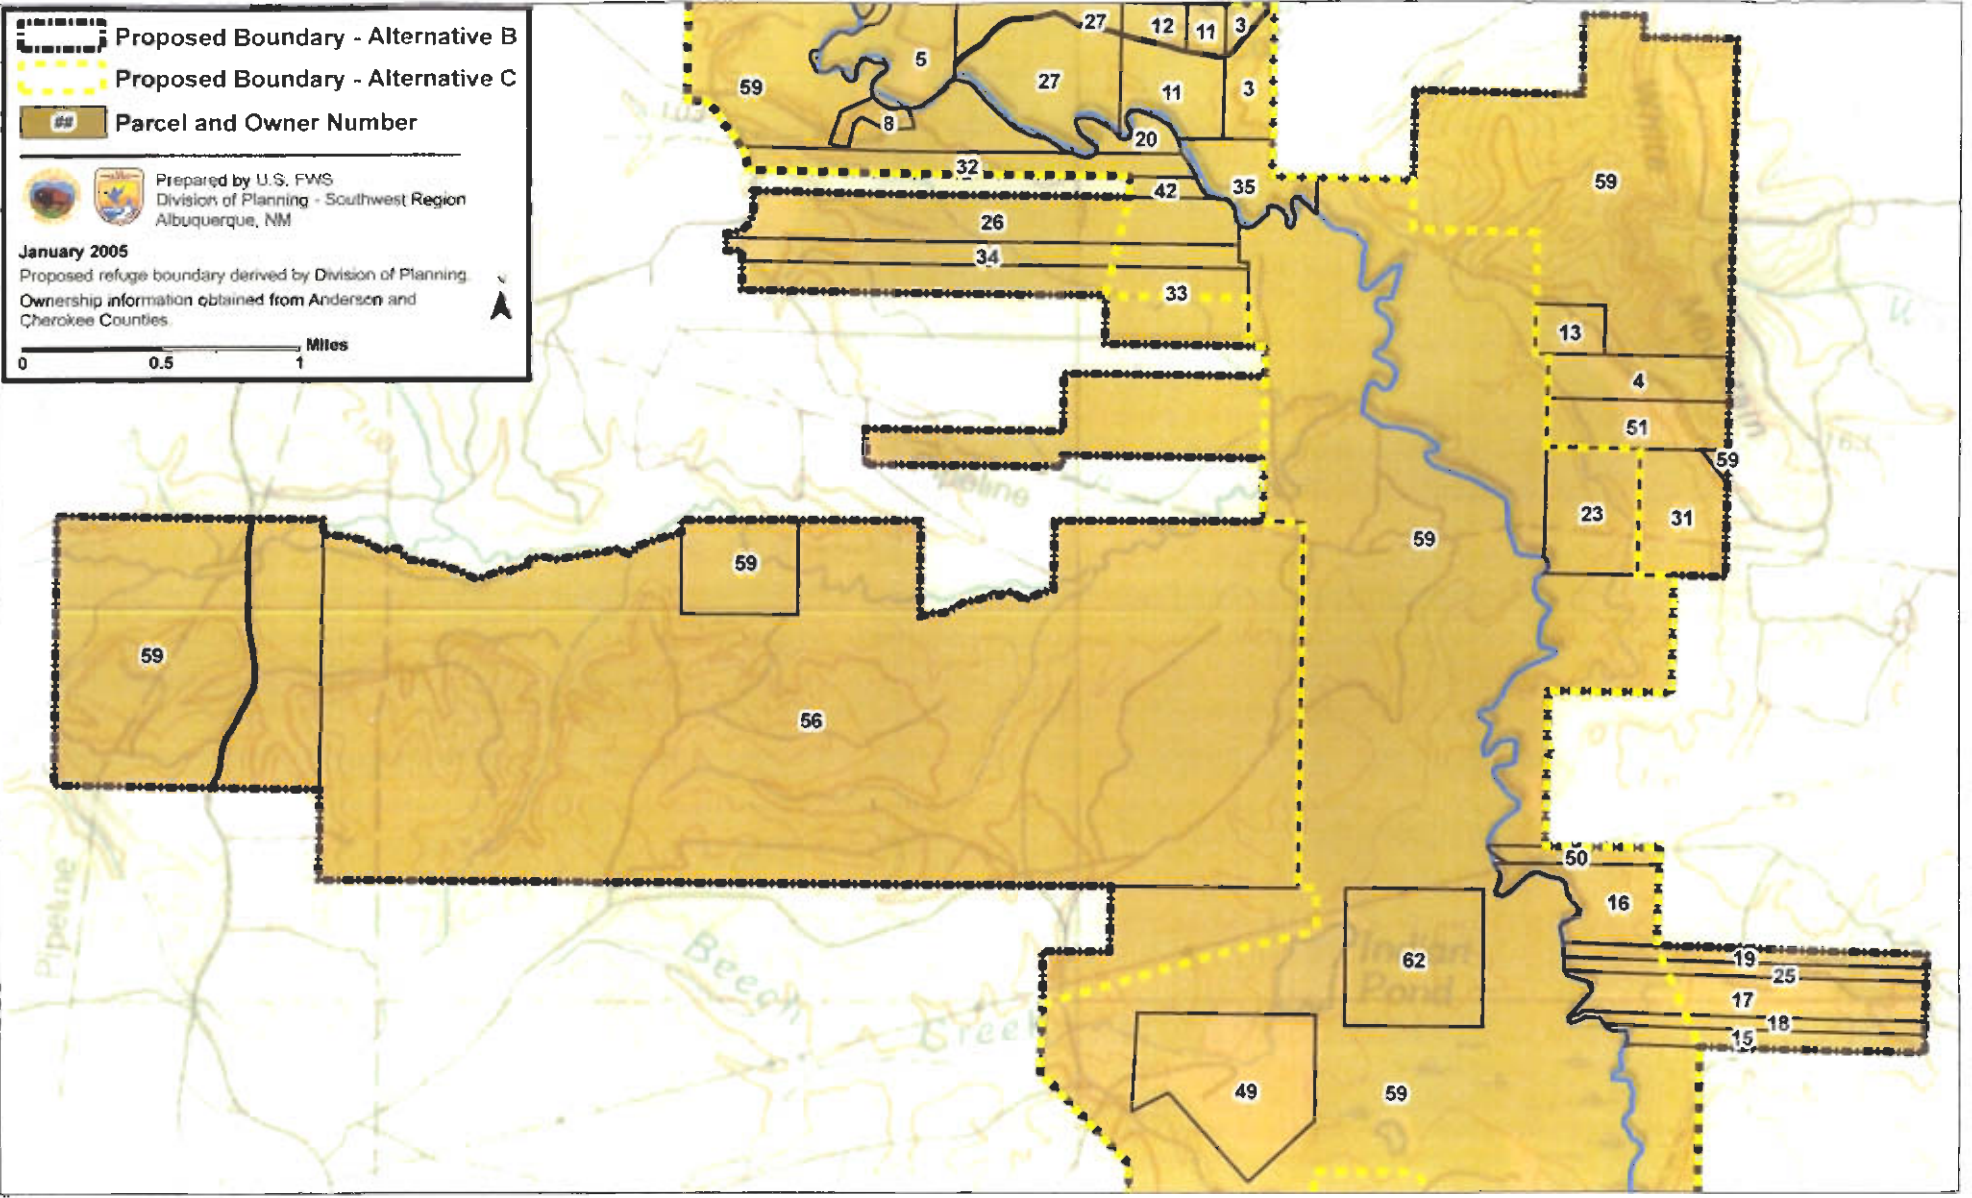 Proposed Boundary - Alternative B
Proposed Boundary - Alternative C
## Parcel and Owner Number
Prepared by U.S. FWS
Division of Planning - Southwest Region
Albuquerque, NM
January 2005
Proposed refuge boundary derived by Division of Planning.
Ownership information obtained from Anderson and
Cherokee Counties.
Miles
0 0.5 1
27 12 11 3
5
59 27 11 3
8
20
32
42 35
59
26
34
33
13
4
51
59
Pipeline
23 31
59
59
59
56
50
16
Pipeline
Beech
Creek
62
Indian
Pond
19
25
17
18
15
49
59